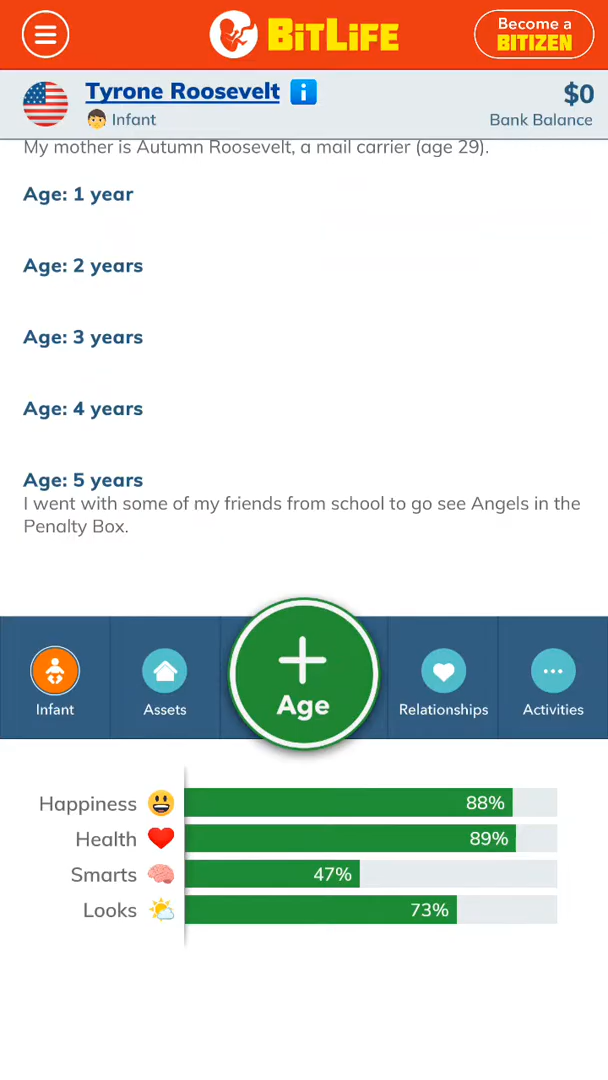 BiTLiFE
Become a
BITIZEN
Tyrone Roosevelt i
$0
Infant
Bank Balance
My mother is Autumn Roosevelt, a mail carrier (age 29).
Age: 1 year
Age: 2 years
Age: 3 years
Age: 4 years
Age: 5 years
I went with some of my friends from school to go see Angels in the
Penalty Box.
Infant
Assets
Age
Relationships
Activities
Happiness 88%
Health 89%
Smarts 47%
Looks 73%